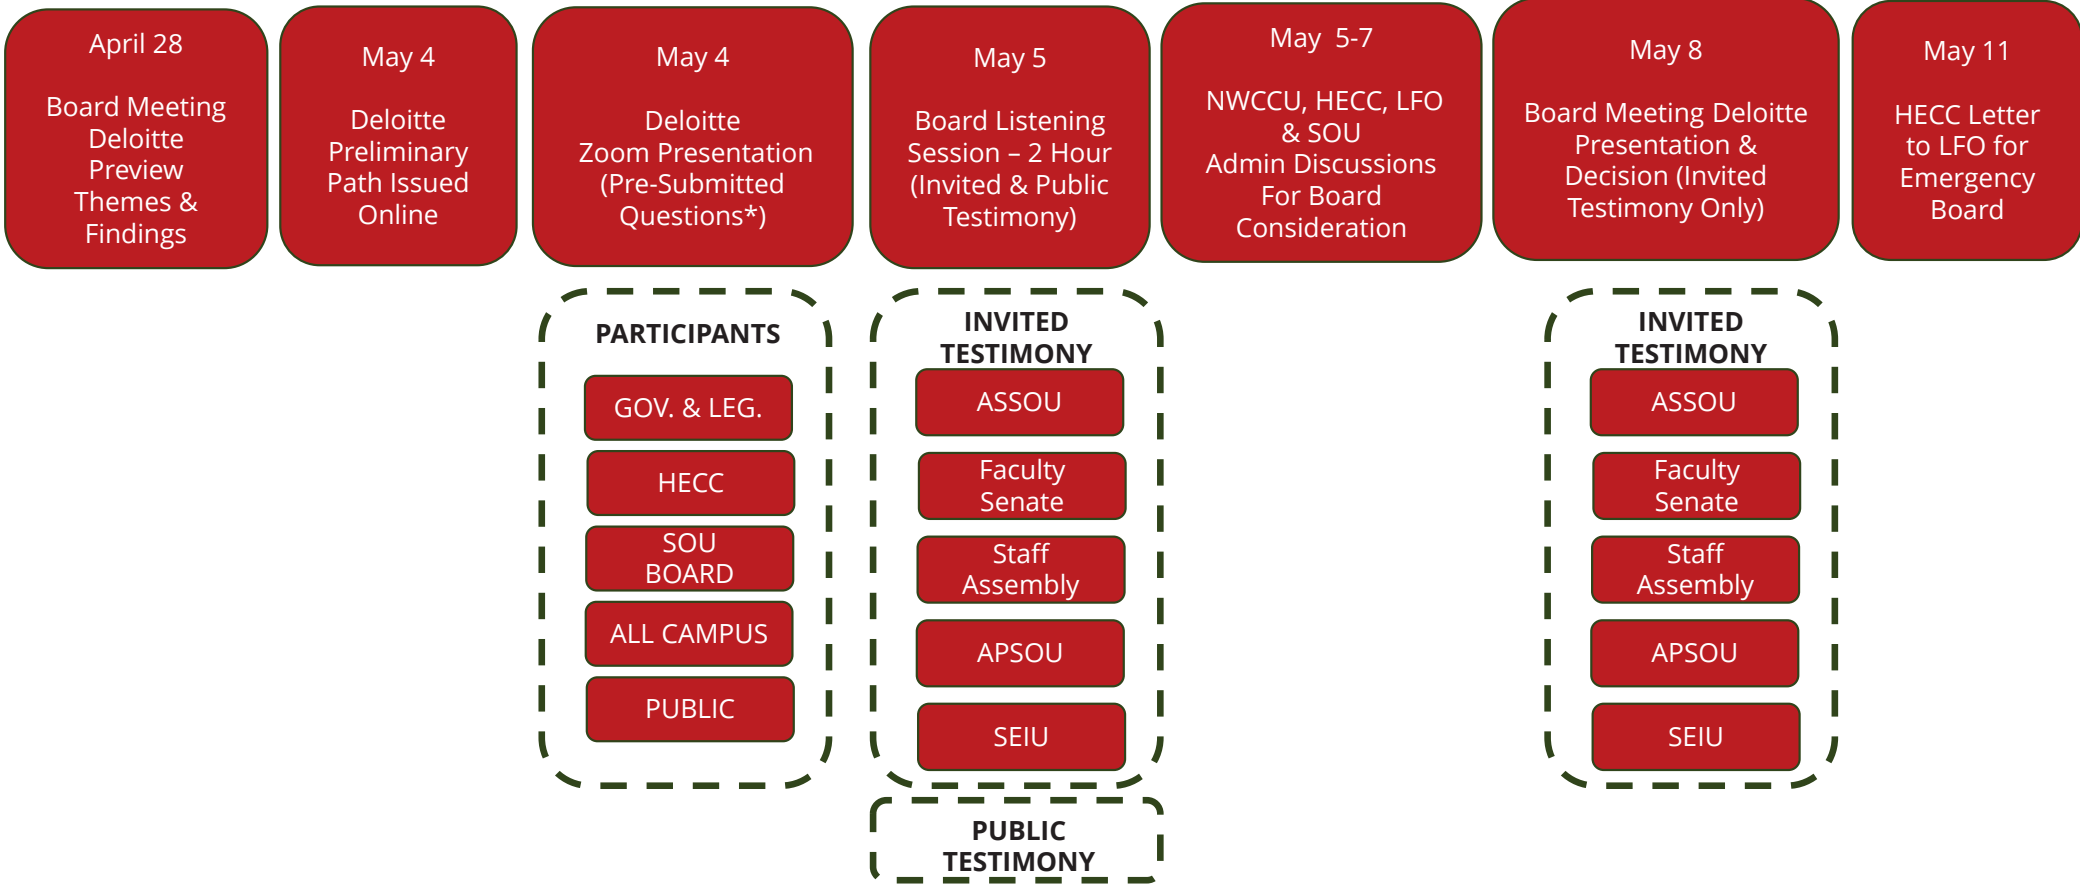 April 28
Board Meeting
Deloitte
Preview
Themes &
Findings
May 4
Deloitte
Preliminary
Path Issued
Online
May 4
Deloitte
Zoom Presentation
(Pre-Submitted
Questions*)
May 5
Board Listening
Session – 2 Hour
(Invited & Public
Testimony)
May 5-7
NWCCU, HECC, LFO
& SOU
Admin Discussions
For Board
Consideration
May 8
Board Meeting Deloitte
Presentation &
Decision (Invited
Testimony Only)
May 11
HECC Letter
to LFO for
Emergency
Board
PARTICIPANTS
GOV. & LEG.
HECC
SOU
BOARD
ALL CAMPUS
PUBLIC
INVITED
TESTIMONY
ASSOU
Faculty
Senate
Staff
Assembly
APSOU
SEIU
PUBLIC
TESTIMONY
INVITED
TESTIMONY
ASSOU
Faculty
Senate
Staff
Assembly
APSOU
SEIU